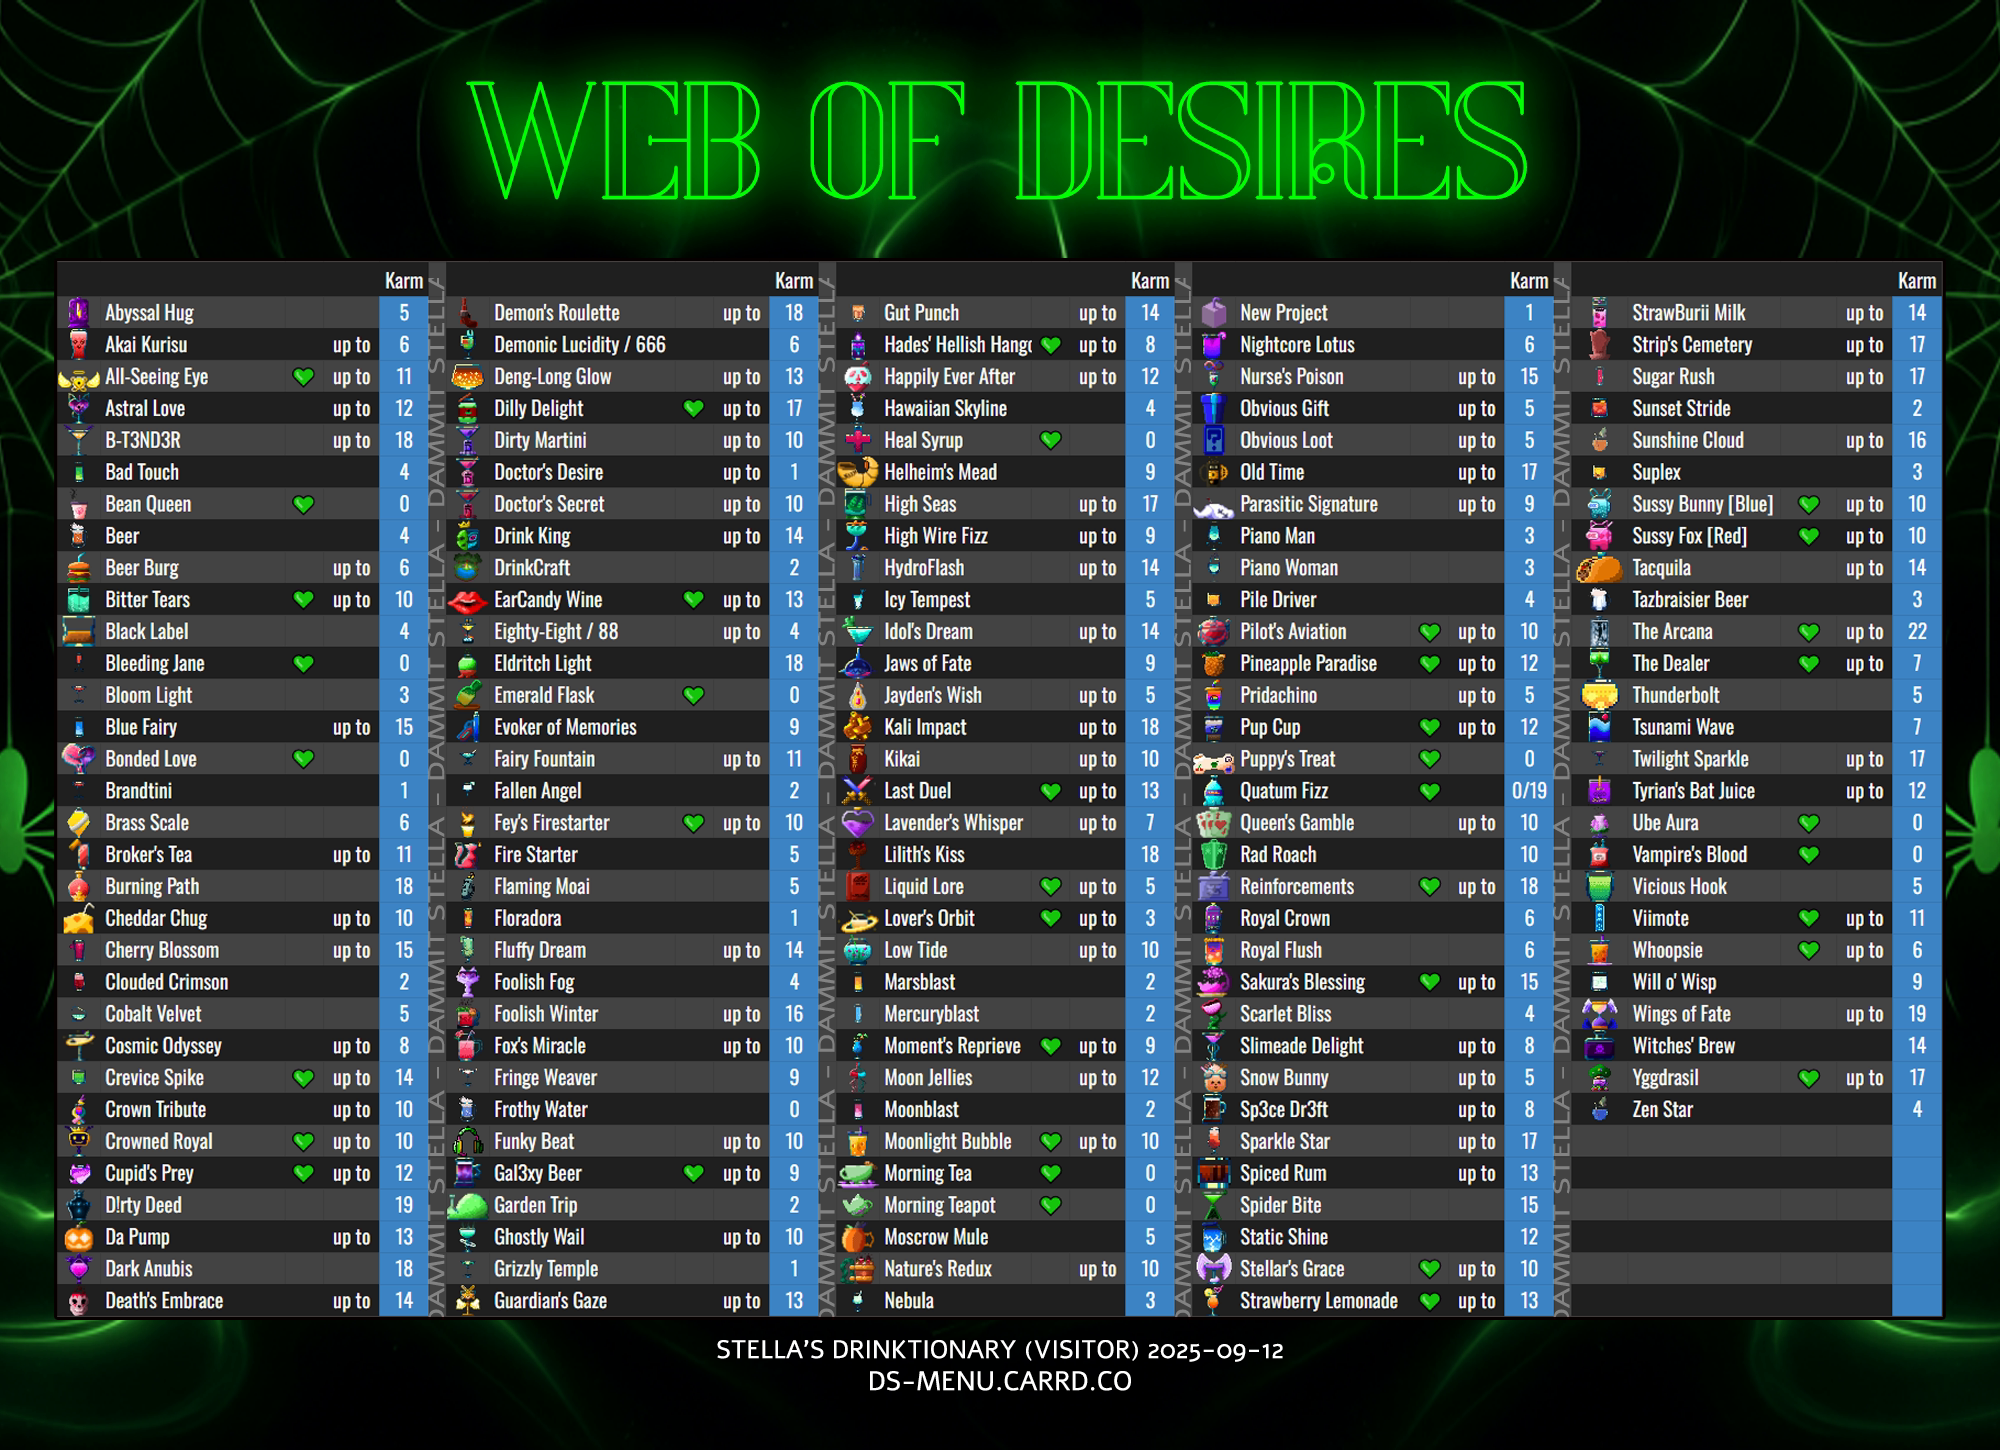 WEB OF DESIRES
Karm
Abyssal Hug 5
Akai Kurisu up to 6
All-Seeing Eye up to 11
Astral Love up to 12
B-T3ND3R up to 18
Bad Touch 4
Bean Queen 0
Beer 4
Beer Burg up to 6
Bitter Tears up to 10
Black Label 4
Bleeding Jane 0
Bloom Light 3
Blue Fairy up to 15
Bonded Love 0
Brandtini 1
Brass Scale 6
Broker's Tea up to 11
Burning Path 18
Cheddar Chug up to 10
Cherry Blossom up to 15
Clouded Crimson 2
Cobalt Velvet 5
Cosmic Odyssey up to 8
Crevice Spike up to 14
Crown Tribute up to 10
Crowned Royal up to 10
Cupid's Prey up to 12
D!rty Deed 19
Da Pump up to 13
Dark Anubis 18
Death's Embrace up to 14
STELLA - DAMMIT STELLA - DAMMIT STELLA
Karm
Demon's Roulette up to 18
Demonic Lucidity / 666 6
Deng-Long Glow up to 13
Dilly Delight up to 17
Dirty Martini up to 10
Doctor's Desire up to 1
Doctor's Secret up to 10
Drink King up to 14
DrinkCraft 2
EarCandy Wine up to 13
Eighty-Eight / 88 up to 4
Eldritch Light 18
Emerald Flask 0
Evoker of Memories 9
Fairy Fountain up to 11
Fallen Angel 2
Fey's Firestarter up to 10
Fire Starter 5
Flaming Moai 5
Floradora 1
Fluffy Dream up to 14
Foolish Fog 4
Foolish Winter up to 16
Fox's Miracle up to 10
Fringe Weaver 9
Frothy Water 0
Funky Beat up to 10
Gal3xy Beer up to 9
Garden Trip 2
Ghostly Wail up to 10
Grizzly Temple 1
Guardian's Gaze up to 13
STELLA - DAMMIT STELLA - DAMMIT STELLA
Karm
Gut Punch up to 14
Hades' Hellish Hang up to 8
Happily Ever After up to 12
Hawaiian Skyline 4
Heal Syrup 0
Helheim's Mead 9
High Seas up to 17
High Wire Fizz up to 9
HydroFlash up to 14
Icy Tempest 5
Idol's Dream up to 14
Jaws of Fate 9
Jayden's Wish up to 5
Kali Impact up to 18
Kikai up to 10
Last Duel up to 13
Lavender's Whisper up to 7
Lilith's Kiss 18
Liquid Lore up to 5
Lover's Orbit up to 3
Low Tide up to 10
Marsblast 2
Mercuryblast 2
Moment's Reprieve up to 9
Moon Jellies up to 12
Moonblast 2
Moonlight Bubble up to 10
Morning Tea 0
Morning Teapot 0
Moscrow Mule 5
Nature's Redux up to 10
Nebula 3
STELLA - DAMMIT STELLA - DAMMIT STELLA
Karm
New Project 1
Nightcore Lotus 6
Nurse's Poison up to 15
Obvious Gift up to 5
Obvious Loot up to 5
Old Time up to 17
Parasitic Signature up to 9
Piano Man 3
Piano Woman 3
Pile Driver 4
Pilot's Aviation up to 10
Pineapple Paradise up to 12
Pridachino up to 5
Pup Cup up to 12
Puppy's Treat 0
Quatum Fizz 0/19
Queen's Gamble up to 10
Rad Roach 10
Reinforcements up to 18
Royal Crown 6
Royal Flush 6
Sakura's Blessing up to 15
Scarlet Bliss 4
Slimeade Delight up to 8
Snow Bunny up to 5
Sp3ce Dr3ft up to 8
Sparkle Star up to 17
Spiced Rum up to 13
Spider Bite 15
Static Shine 12
Stellar's Grace up to 10
Strawberry Lemonade up to 13
STELLA - DAMMIT STELLA - DAMMIT STELLA
Karm
StrawBurii Milk up to 14
Strip's Cemetery up to 17
Sugar Rush up to 17
Sunset Stride 2
Sunshine Cloud up to 16
Suplex 3
Sussy Bunny [Blue] up to 10
Sussy Fox [Red] up to 10
Tacquila up to 14
Tazbraisier Beer 3
The Arcana up to 22
The Dealer up to 7
Thunderbolt 5
Tsunami Wave 7
Twilight Sparkle up to 17
Tyrian's Bat Juice up to 12
Ube Aura 0
Vampire's Blood 0
Vicious Hook 5
Viimote up to 11
Whoopsie up to 6
Will o' Wisp 9
Wings of Fate up to 19
Witches' Brew 14
Yggdrasil up to 17
Zen Star 4
STELLA'S DRINKTIONARY (VISITOR) 2025-09-12
DS-MENU.CARRD.CO